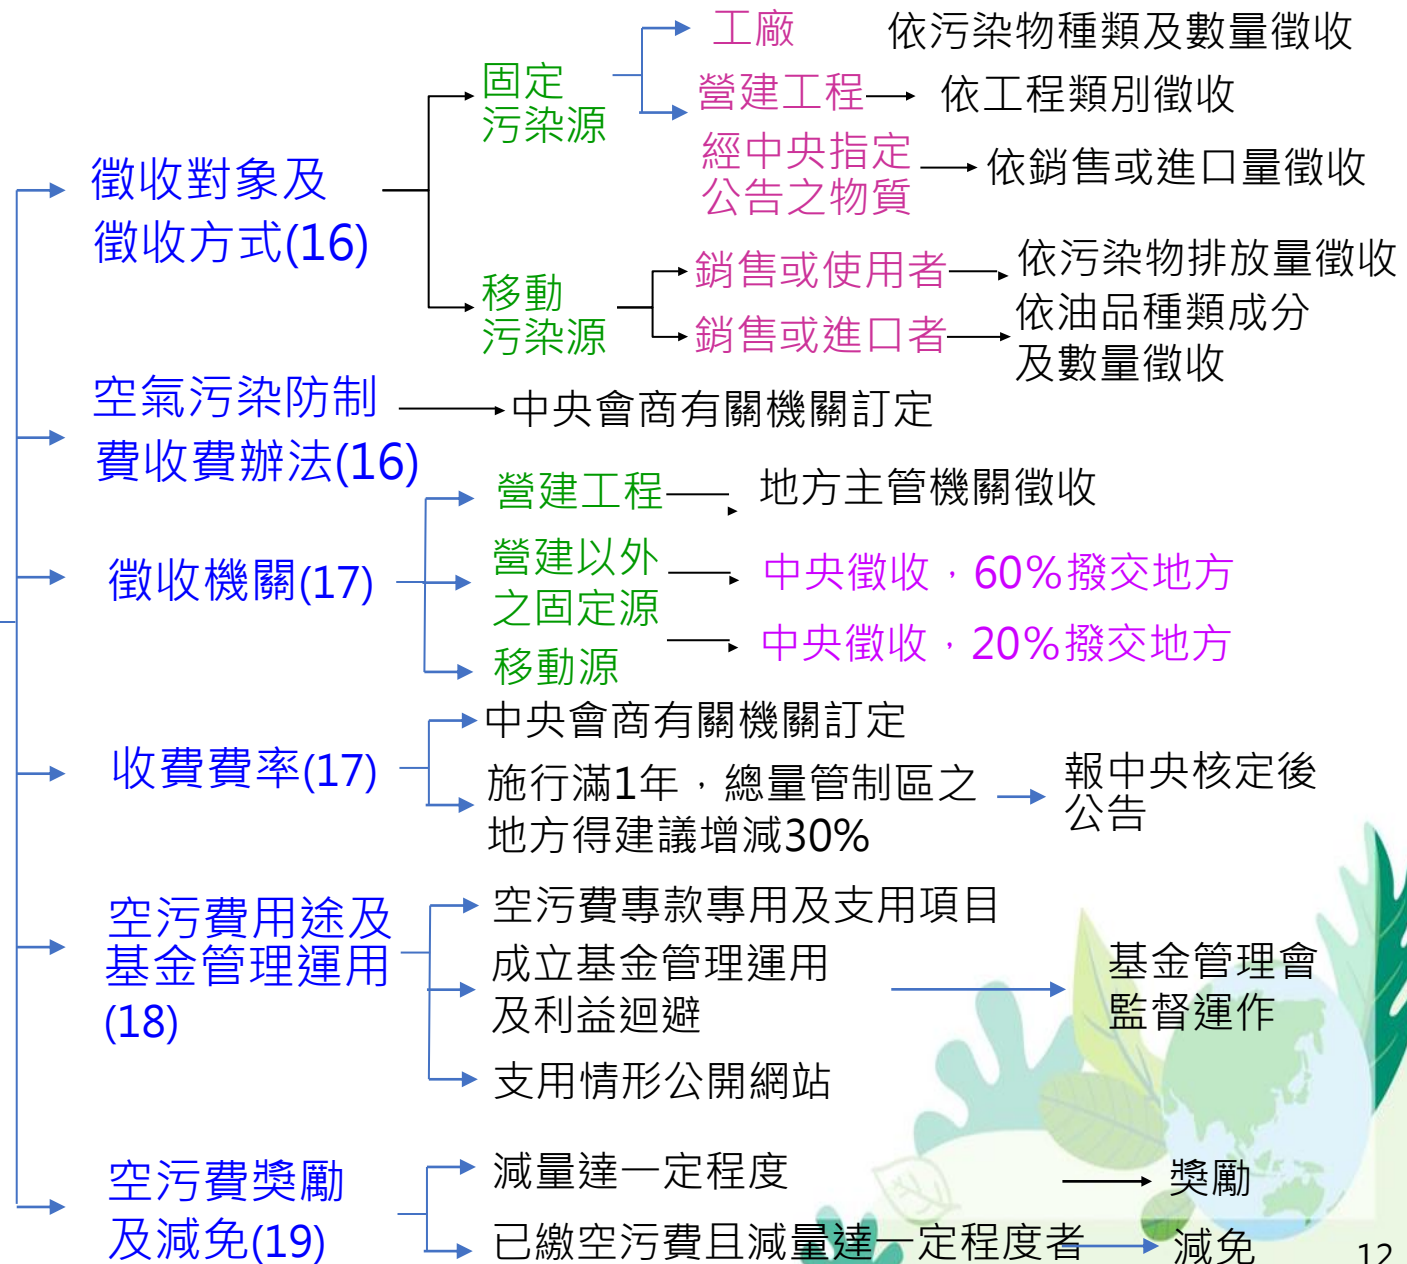 徵收對象及
徵收方式(16)
固定
污染源
工廠
依污染物種類及數量徵收
營建工程
依工程類別徵收
經中央指定
公告之物質
依銷售或進口量徵收
移動
污染源
銷售或使用者
依污染物排放量徵收
銷售或進口者
依油品種類成分
及數量徵收
空氣污染防制
費收費辦法(16)
中央會商有關機關訂定
徵收機關(17)
營建工程
地方主管機關徵收
營建以外
之固定源
中央徵收，60%撥交地方
移動源
中央徵收，20%撥交地方
收費費率(17)
中央會商有關機關訂定
施行滿1年，總量管制區之
地方得建議增減30%
報中央核定後
公告
空污費用途及
基金管理運用
(18)
空污費專款專用及支用項目
成立基金管理運用
及利益迴避
基金管理會
監督運作
支用情形公開網站
空污費獎勵
及減免(19)
減量達一定程度
獎勵
已繳空污費且減量達一定程度者
減免
12